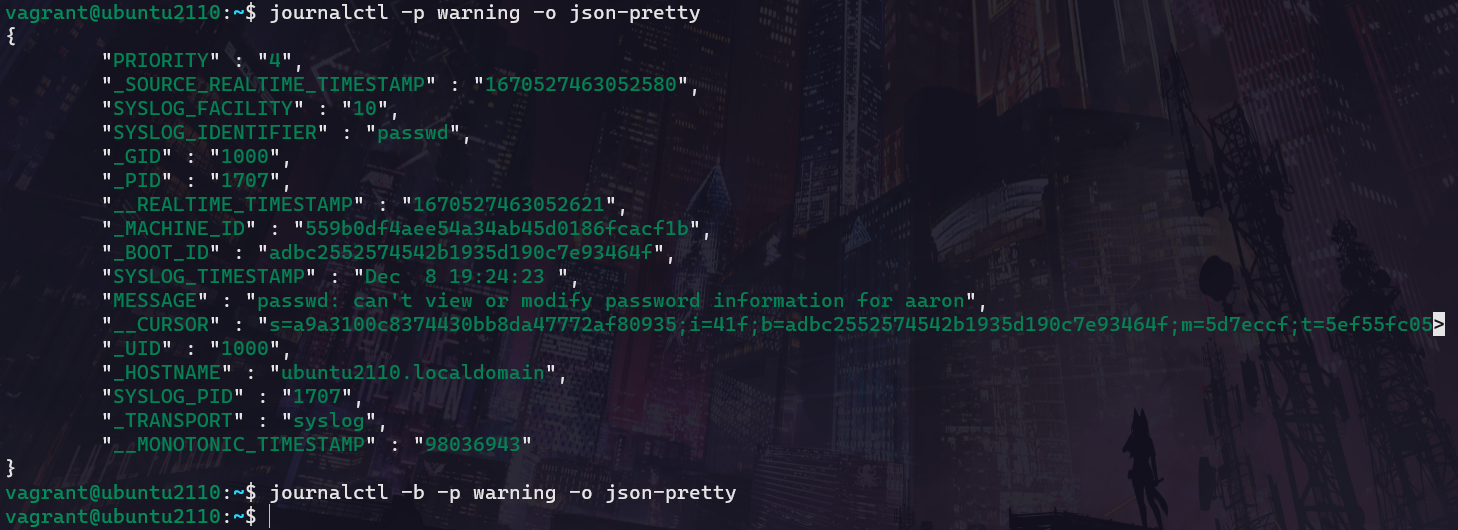 vagrant@ubuntu2110:~$ journalctl -p warning -o json-pretty
{
        "PRIORITY" : "4",
        "_SOURCE_REALTIME_TIMESTAMP" : "1670527463052580",
        "SYSLOG_FACILITY" : "10",
        "SYSLOG_IDENTIFIER" : "passwd",
        "_GID" : "1000",
        "_PID" : "1707",
        "__REALTIME_TIMESTAMP" : "1670527463052621",
        "_MACHINE_ID" : "559b0df4aee54a34ab45d0186fcacf1b",
        "_BOOT_ID" : "adbc2552574542b1935d190c7e93464f",
        "SYSLOG_TIMESTAMP" : "Dec  8 19:24:23 ",
        "MESSAGE" : "passwd: can't view or modify password information for aaron",
        "__CURSOR" : "s=a9a3100c8374430bb8da47772af80935;i=41f;b=adbc2552574542b1935d190c7e93464f;m=5d7eccf;t=5ef55fc05>
        "_UID" : "1000",
        "_HOSTNAME" : "ubuntu2110.localdomain",
        "SYSLOG_PID" : "1707",
        "_TRANSPORT" : "syslog",
        "__MONOTONIC_TIMESTAMP" : "98036943"
}
vagrant@ubuntu2110:~$ journalctl -b -p warning -o json-pretty
vagrant@ubuntu2110:~$